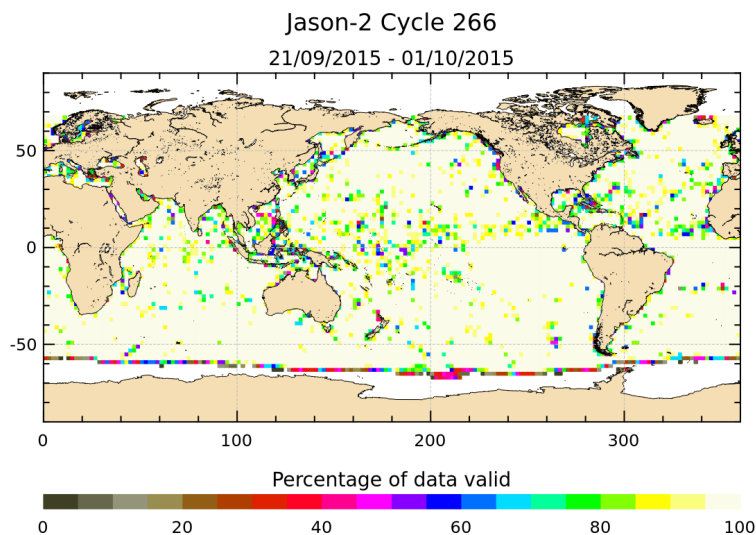 Jason-2 Cycle 266
21/09/2015 - 01/10/2015
50
0
-50
0 100 200 300
Percentage of data valid
0 20 40 60 80 100